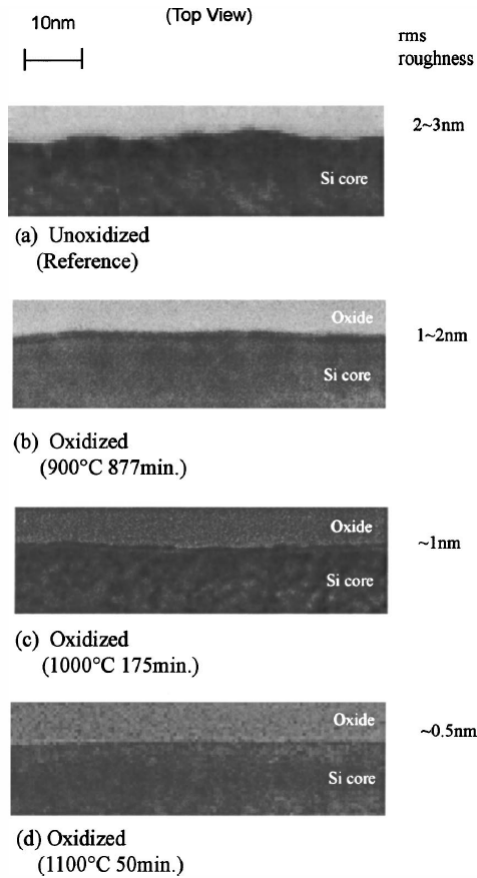 10nm
(Top View)
rms
roughness
2~3nm
Si core
(a) Unoxidized
(Reference)
Oxide
1~2nm
Si core
(b) Oxidized
(900°C 877min.)
Oxide
~1nm
Si core
(c) Oxidized
(1000°C 175min.)
Oxide
~0.5nm
Si core
(d) Oxidized
(1100°C 50min.)